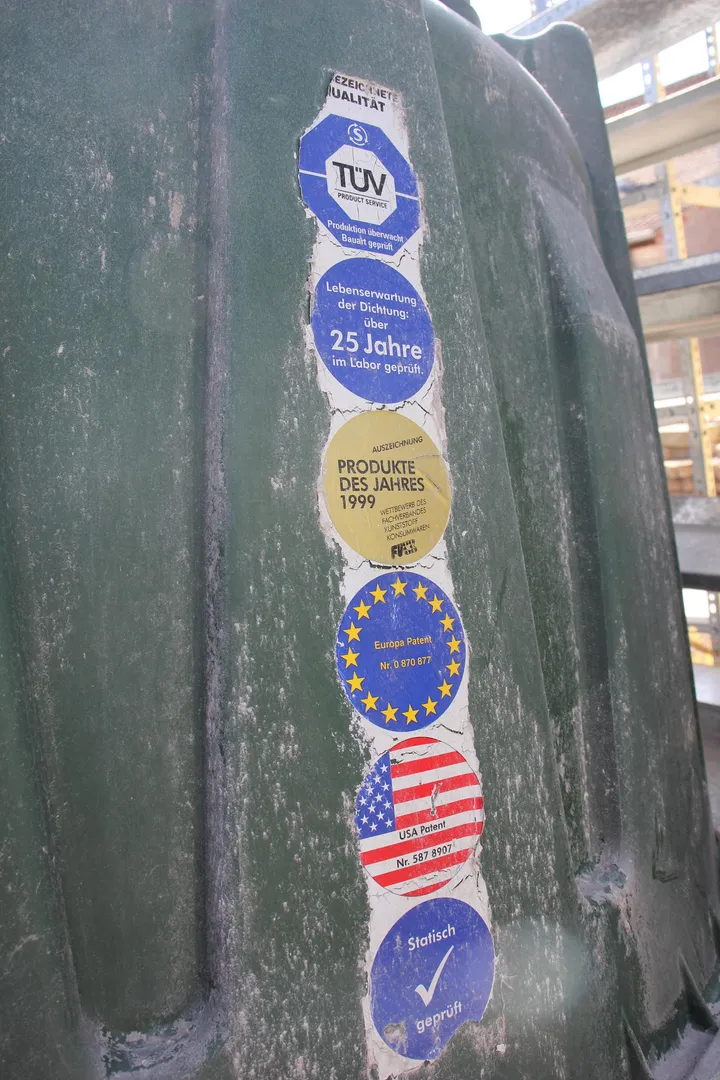 EZEICHNETE
UALITÄT
S
TÜV
PRODUCT SERVICE
Produktion überwacht
Bauart geprüft
Lebenserwartung
der Dichtung:
über
25 Jahre
im Labor geprüft.
AUSZEICHNUNG
PRODUKTE
DES JAHRES
1999
WETTBEWERB DES
FACHVERBANDES
KUNSTSTOFF
KONSUMWAREN
Europa Patent
Nr. 0 870 877
USA Patent
Nr. 587 8907
Statisch
geprüft